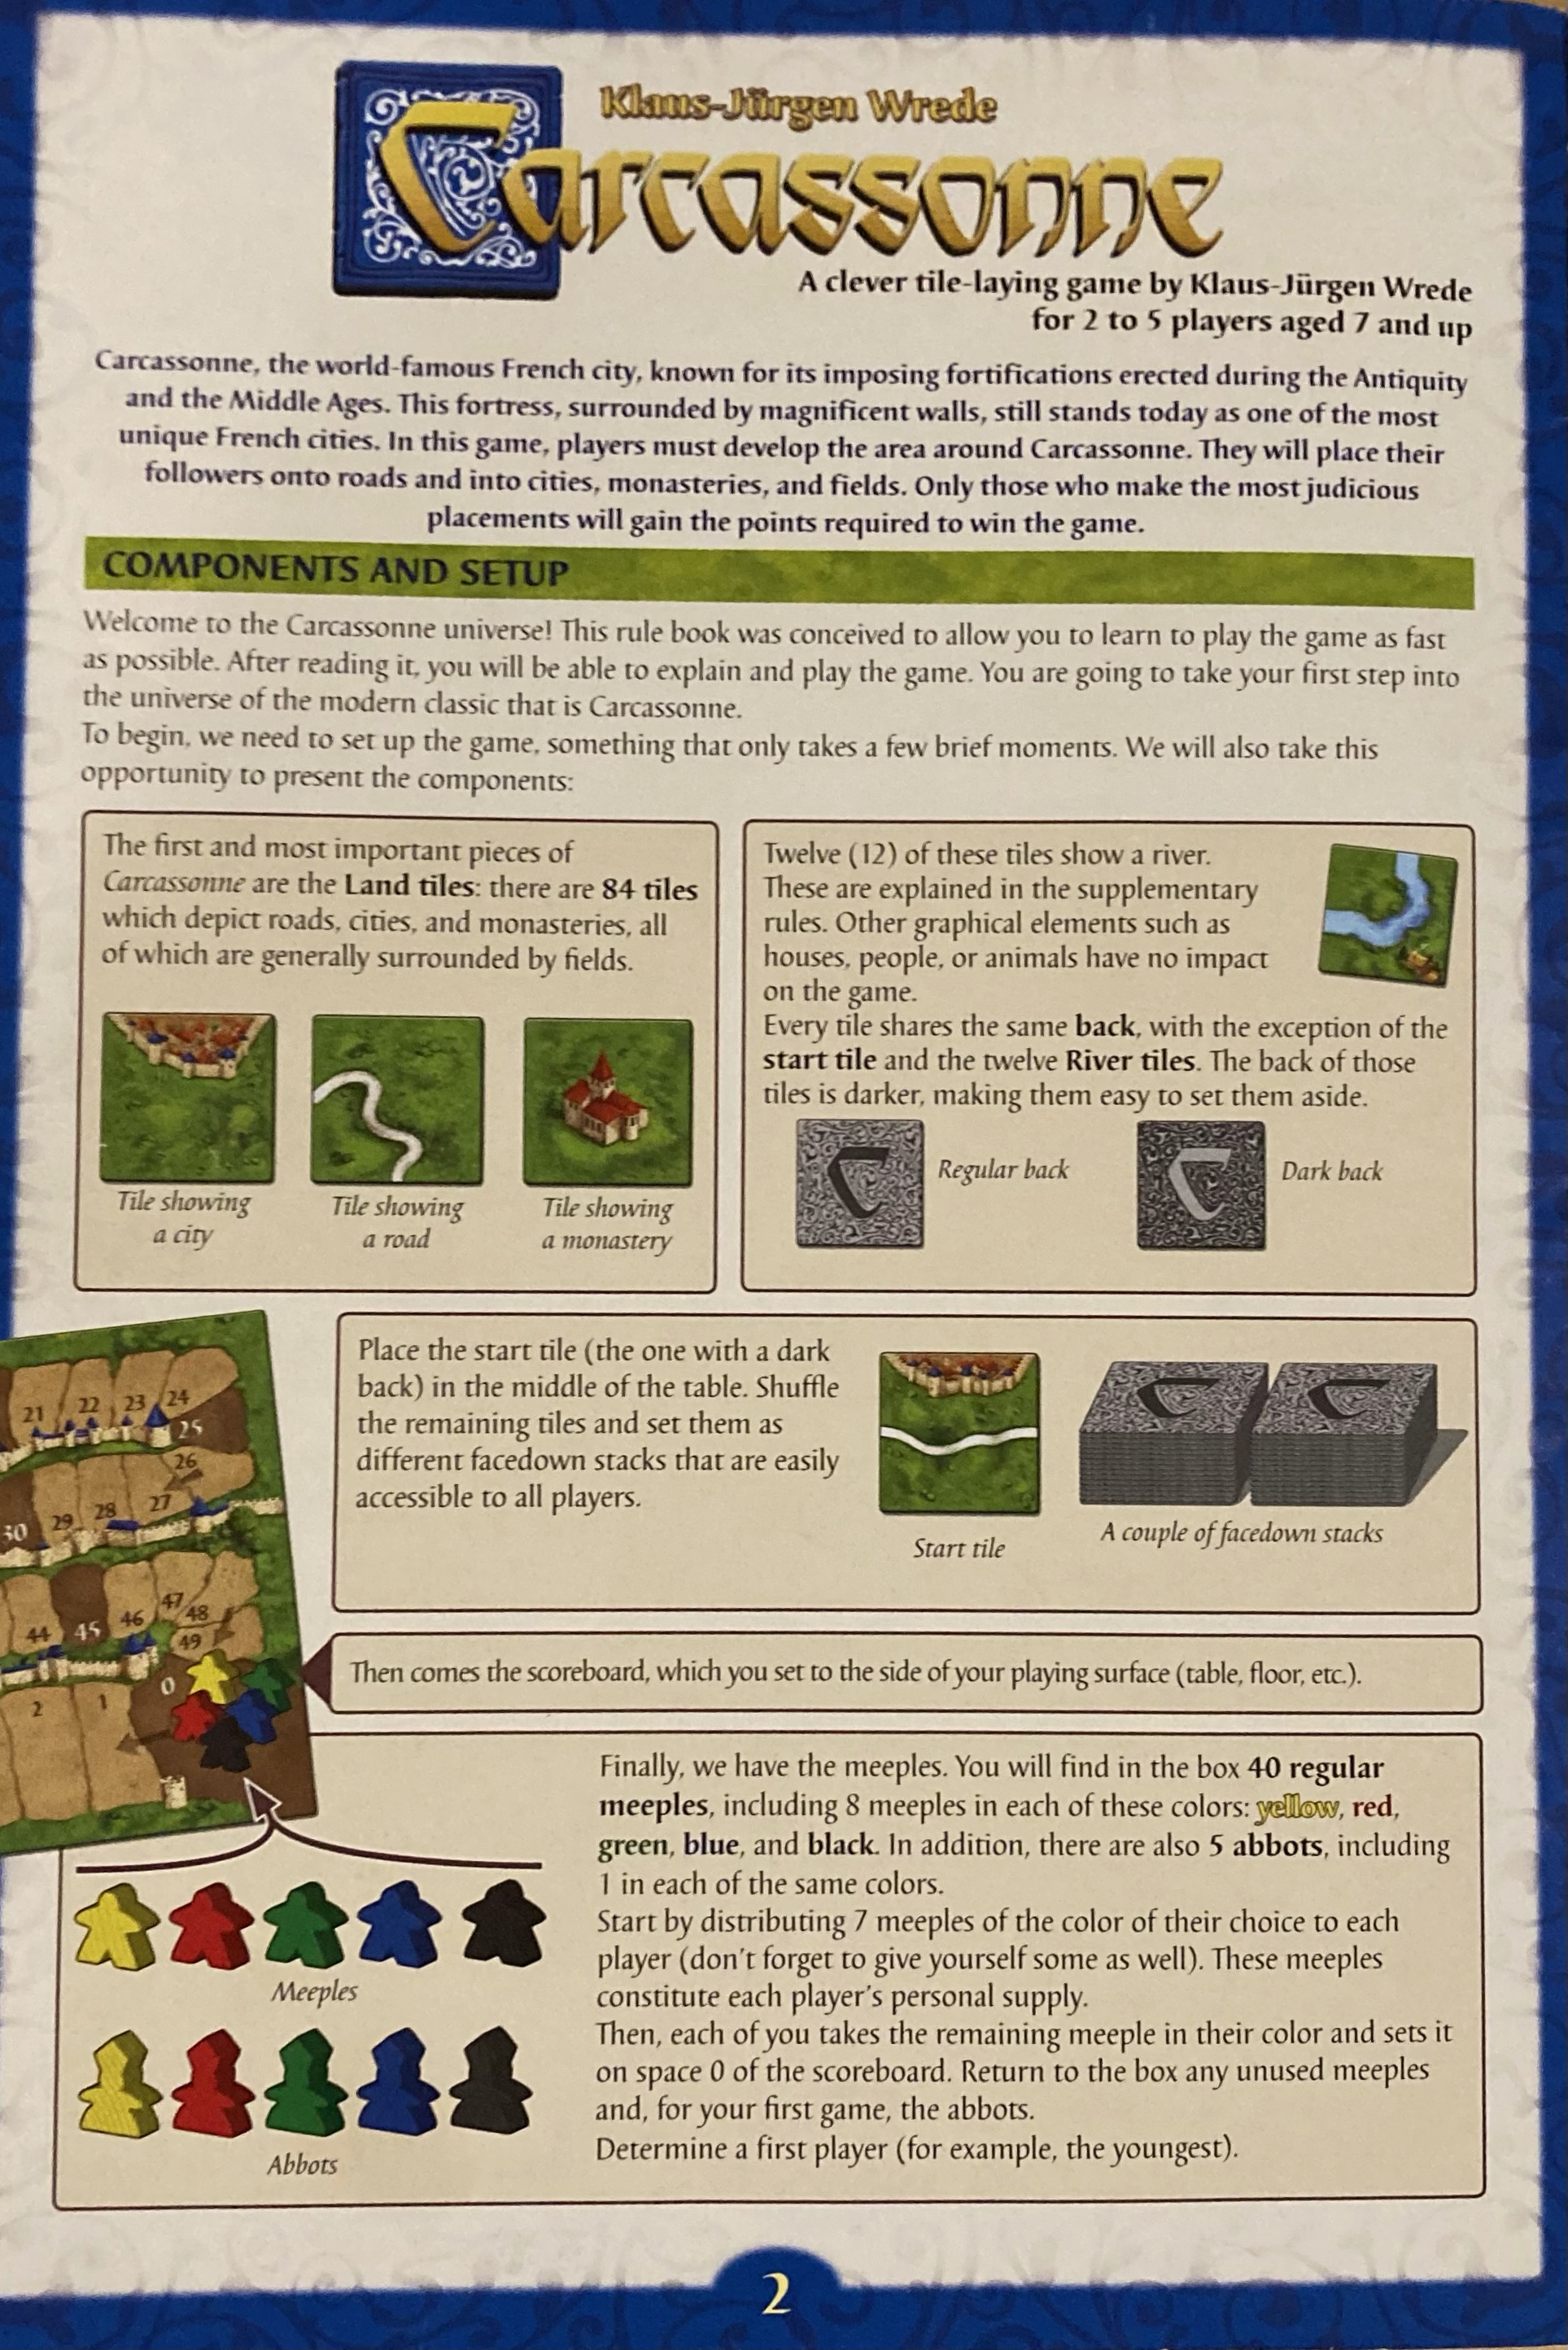 Klaus-Jürgen Wrede
Carcassonne
A clever tile-laying game by Klaus-Jürgen Wrede
for 2 to 5 players aged 7 and up
Carcassonne, the world-famous French city, known for its imposing fortifications erected during the Antiquity
and the Middle Ages. This fortress, surrounded by magnificent walls, still stands today as one of the most
unique French cities. In this game, players must develop the area around Carcassonne. They will place their
followers onto roads and into cities, monasteries, and fields. Only those who make the most judicious
placements will gain the points required to win the game.
COMPONENTS AND SETUP
Welcome to the Carcassonne universe! This rule book was conceived to allow you to learn to play the game as fast
as possible. After reading it, you will be able to explain and play the game. You are going to take your first step into
the universe of the modern classic that is Carcassonne.
To begin, we need to set up the game, something that only takes a few brief moments. We will also take this
opportunity to present the components:
The first and most important pieces of
Carcassonne are the Land tiles: there are 84 tiles
which depict roads, cities, and monasteries, all
of which are generally surrounded by fields.
Tile showing
a city
Tile showing
a road
Tile showing
a monastery
Twelve (12) of these tiles show a river.
These are explained in the supplementary
rules. Other graphical elements such as
houses, people, or animals have no impact
on the game.
Every tile shares the same back, with the exception of the
start tile and the twelve River tiles. The back of those
tiles is darker, making them easy to set them aside.
C
Regular back
C
Dark back
Place the start tile (the one with a dark
back) in the middle of the table. Shuffle
the remaining tiles and set them as
different facedown stacks that are easily
accessible to all players.
Start tile
C C
A couple of facedown stacks
21 22 23 24
25
26
30 29 28 27
44 45 46 47
48
49
2 1 0
Then comes the scoreboard, which you set to the side of your playing surface (table, floor, etc.).
Finally, we have the meeples. You will find in the box 40 regular
meeples, including 8 meeples in each of these colors: yellow, red,
green, blue, and black. In addition, there are also 5 abbots, including
1 in each of the same colors.
Start by distributing 7 meeples of the color of their choice to each
player (don't forget to give yourself some as well). These meeples
constitute each player's personal supply.
Then, each of you takes the remaining meeple in their color and sets it
on space 0 of the scoreboard. Return to the box any unused meeples
and, for your first game, the abbots.
Determine a first player (for example, the youngest).
Meeples
Abbots
2